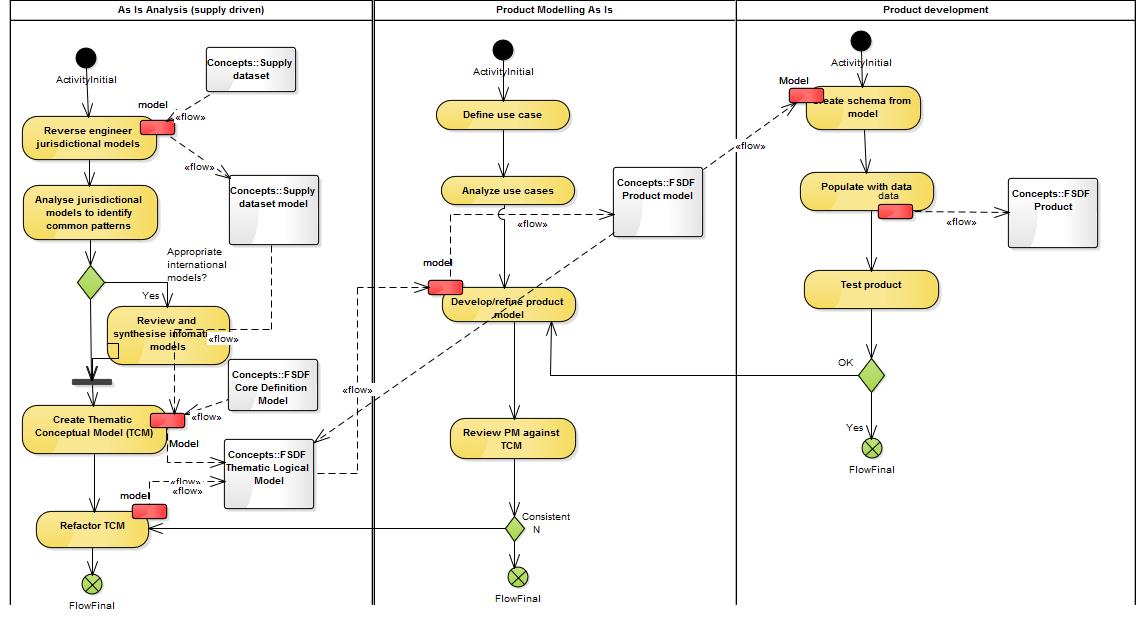 As Is Analysis (supply driven)
ActivityInitial
Concepts::Supply
dataset
model
«flow»
Reverse engineer
jurisdictional models
«flow»
Concepts::Supply
dataset model
Analyse jurisdictional
models to identify
common patterns
Appropriate
international
models?
Yes
Review and
synthesise infomati
models
«flow»
Concepts::FSDF
Core Definition
Model
«flow»
Create Thematic
Conceptual Model (TCM)
Model
Concepts::FSDF
Thematic Logical
Model
«flow»
«flow»
model
Refactor TCM
FlowFinal
Product Modelling As Is
ActivityInitial
Define use case
Analyze use cases
Concepts::FSDF
Product model
«flow»
model
Develop/refine product
model
«flow»
Review PM against
TCM
Consistent
N
FlowFinal
Product development
ActivityInitial
Model
Create schema from
model
«flow»
Populate with data
data
Concepts::FSDF
Product
«flow»
Test product
OK
Yes
FlowFinal